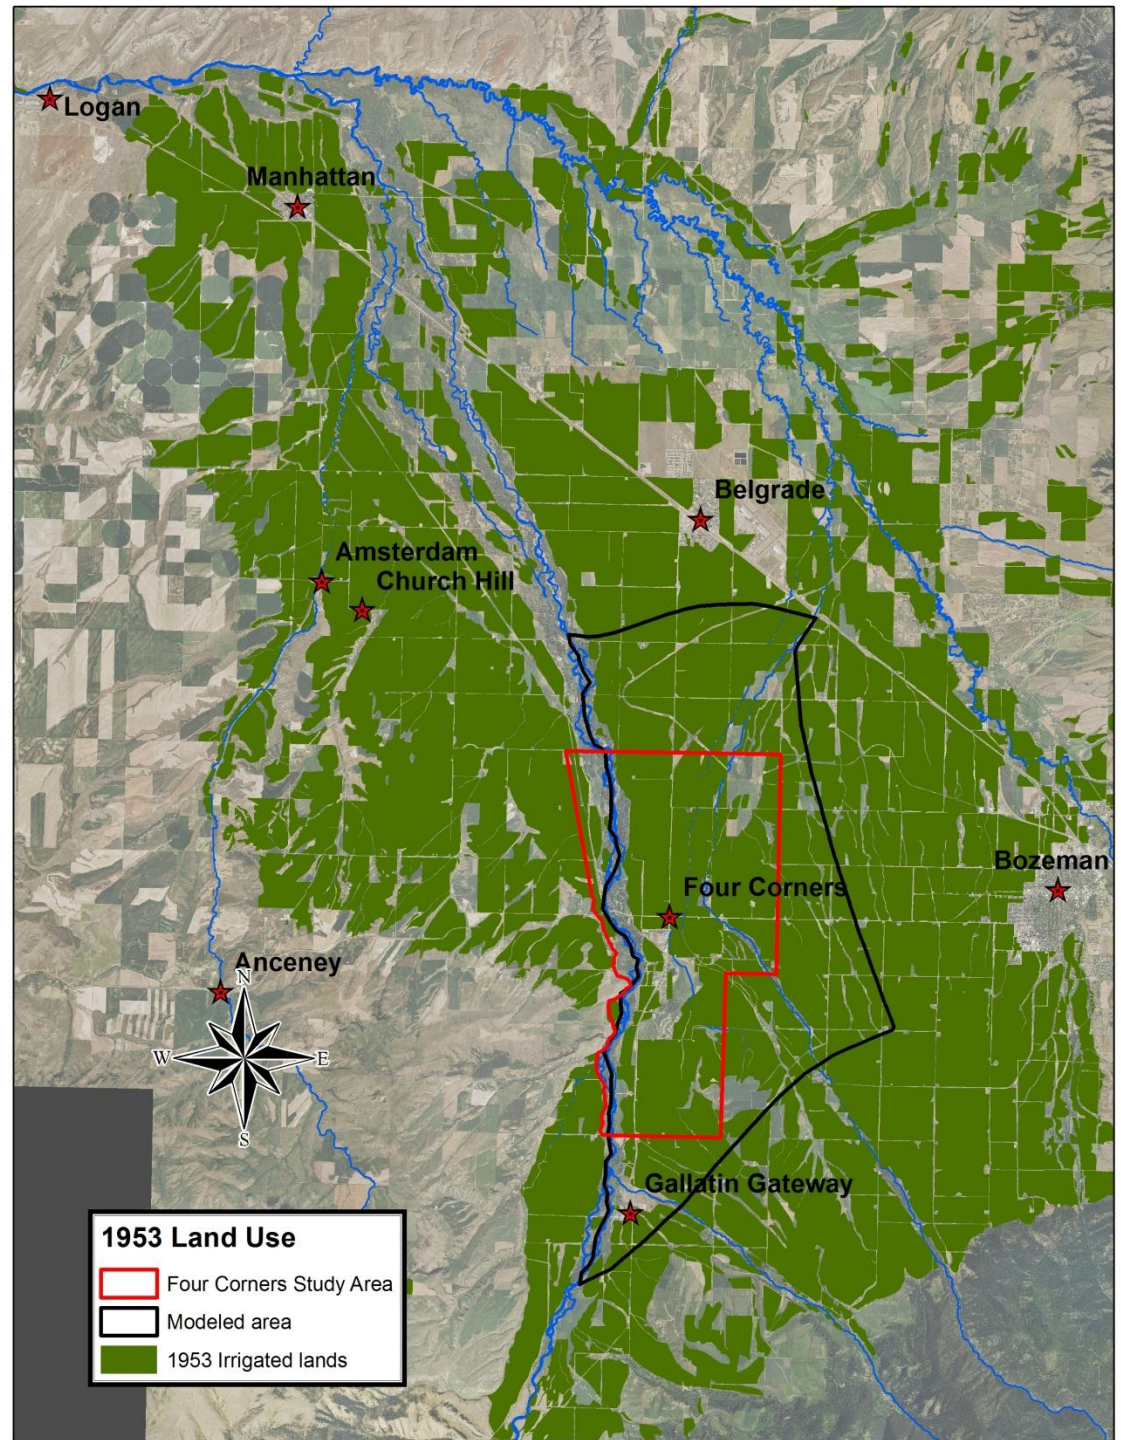 Logan
Manhattan
Belgrade
Amsterdam
Church Hill
Bozeman
Four Corners
Anceney
N
W
E
S
Gallatin Gateway
1953 Land Use
Four Corners Study Area
Modeled area
1953 Irrigated lands